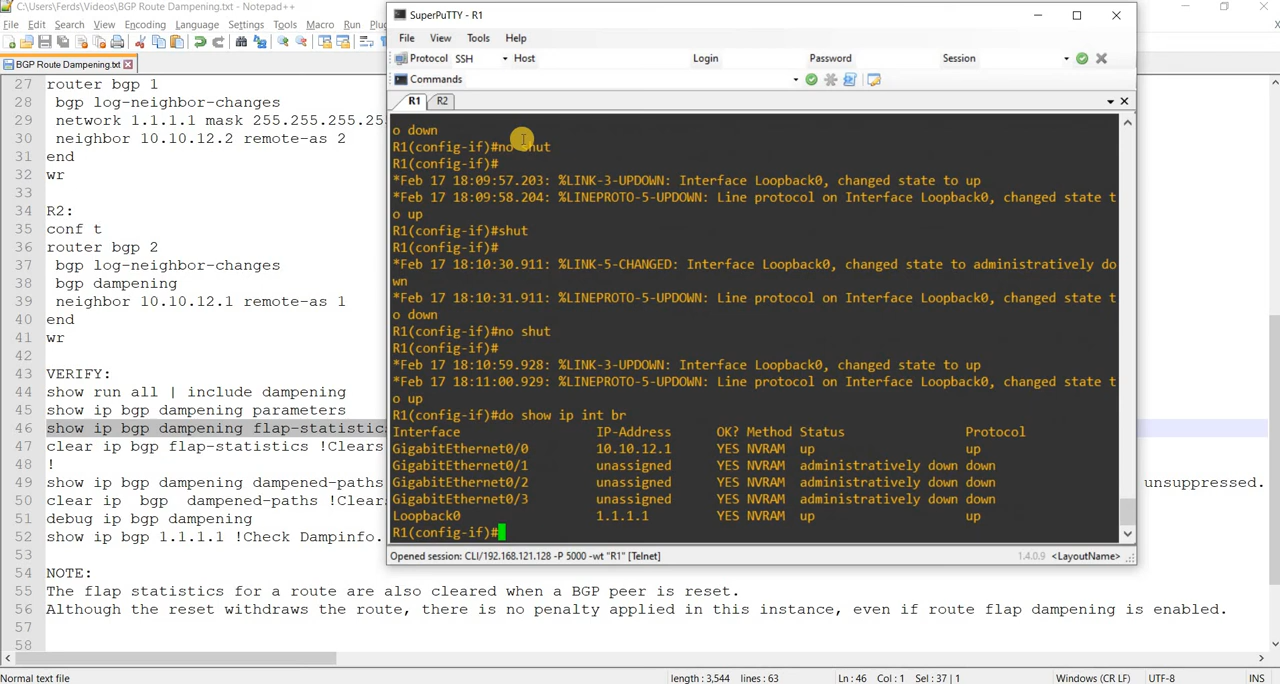 C:\Users\Ferds\Videos\BGP Route Dampening.txt - Notepad++
File Edit Search View Encoding Language Settings Tools Macro Run
BGP Route Dampening.txt
27 router bgp 1
28 bgp log-neighbor-changes
29 network 1.1.1.1 mask 255.255.255.25
30 neighbor 10.10.12.2 remote-as 2
31 end
32 wr
33
34 R2:
35 conf t
36 router bgp 2
37 bgp log-neighbor-changes
38 bgp dampening
39 neighbor 10.10.12.1 remote-as 1
40 end
41 wr
42
43 VERIFY:
44 show run all | include dampening
45 show ip bgp dampening parameters
46 show ip bgp dampening flap-statistics
47 clear ip bgp flap-statistics !Clears
48 !
49 show ip bgp dampening dampened-paths unsuppressed.
50 clear ip bgp dampened-paths !Clear
51 debug ip bgp dampening
52 show ip bgp 1.1.1.1 !Check Dampinfo.
53
54 NOTE:
55 The flap statistics for a route are also cleared when a BGP peer is reset.
56 Although the reset withdraws the route, there is no penalty applied in this instance, even if route flap dampening is enabled.
57
58
Normal text file length : 3,544 lines : 63 Ln : 46 Col : 1 Sel : 37 | 1 Windows (CR LF) UTF-8 INS
SuperPuTTY - R1
File View Tools Help
Protocol SSH Host Login Password Session
Commands
R1 R2
o down
R1(config-if)#no shut
R1(config-if)#
*Feb 17 18:09:57.203: %LINK-3-UPDOWN: Interface Loopback0, changed state to up
*Feb 17 18:09:58.204: %LINEPROTO-5-UPDOWN: Line protocol on Interface Loopback0, changed state t
o up
R1(config-if)#shut
R1(config-if)#
*Feb 17 18:10:30.911: %LINK-5-CHANGED: Interface Loopback0, changed state to administratively do
wn
*Feb 17 18:10:31.911: %LINEPROTO-5-UPDOWN: Line protocol on Interface Loopback0, changed state t
o down
R1(config-if)#no shut
R1(config-if)#
*Feb 17 18:10:59.928: %LINK-3-UPDOWN: Interface Loopback0, changed state to up
*Feb 17 18:11:00.929: %LINEPROTO-5-UPDOWN: Line protocol on Interface Loopback0, changed state t
o up
R1(config-if)#do show ip int br
Interface IP-Address OK? Method Status Protocol
GigabitEthernet0/0 10.10.12.1 YES NVRAM up up
GigabitEthernet0/1 unassigned YES NVRAM administratively down down
GigabitEthernet0/2 unassigned YES NVRAM administratively down down
GigabitEthernet0/3 unassigned YES NVRAM administratively down down
Loopback0 1.1.1.1 YES NVRAM up up
R1(config-if)#
Opened session: CLI/192.168.121.128 -P 5000 -wt "R1" [Telnet] 1.4.0.9 <LayoutName>